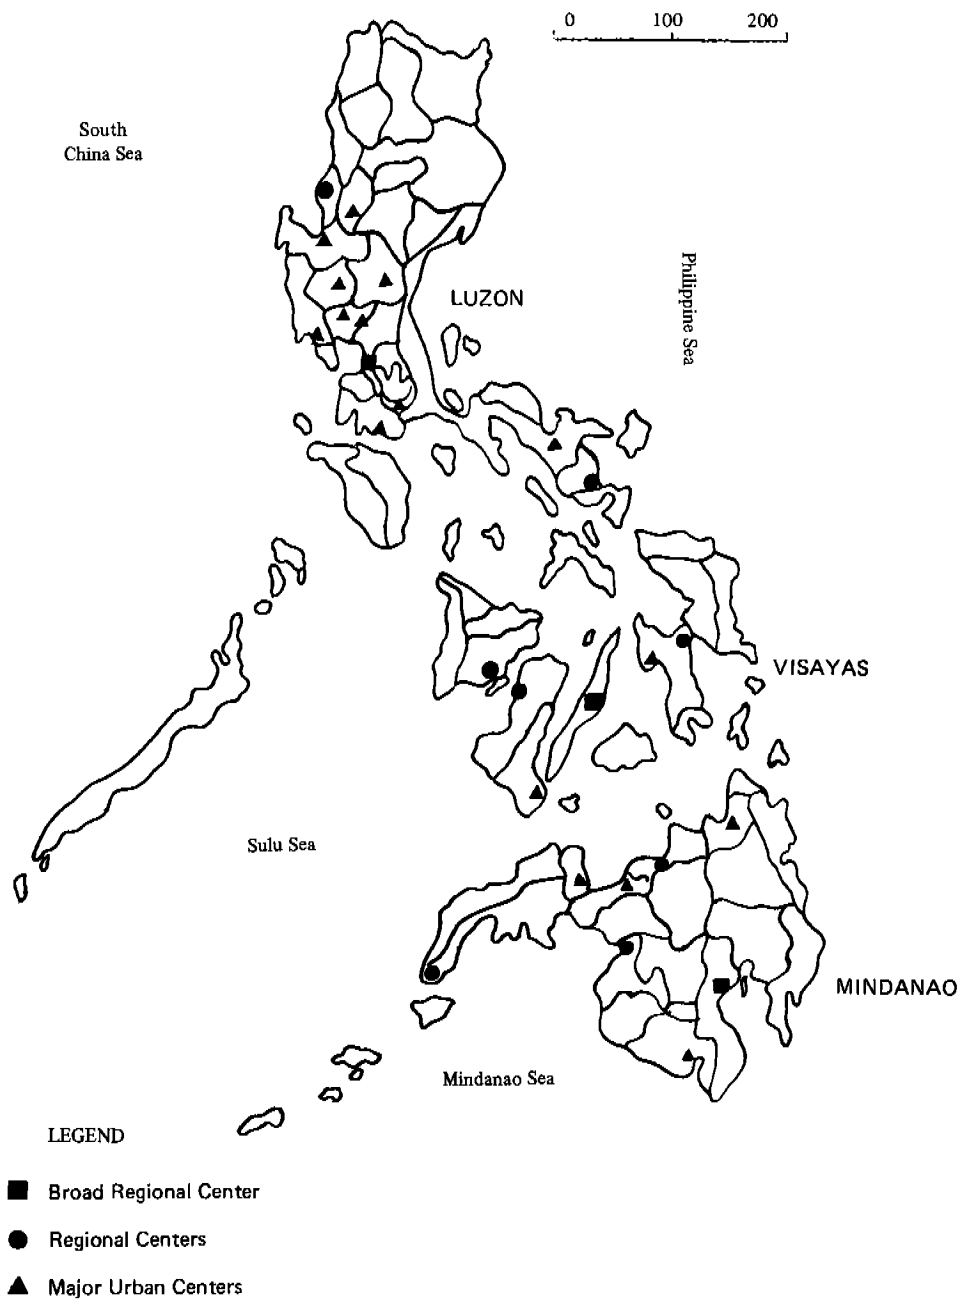 0 100 200
South
China Sea
Philippine Sea
LUZON
VISAYAS
Sulu Sea
MINDANAO
Mindanao Sea
LEGEND
Broad Regional Center
Regional Centers
Major Urban Centers